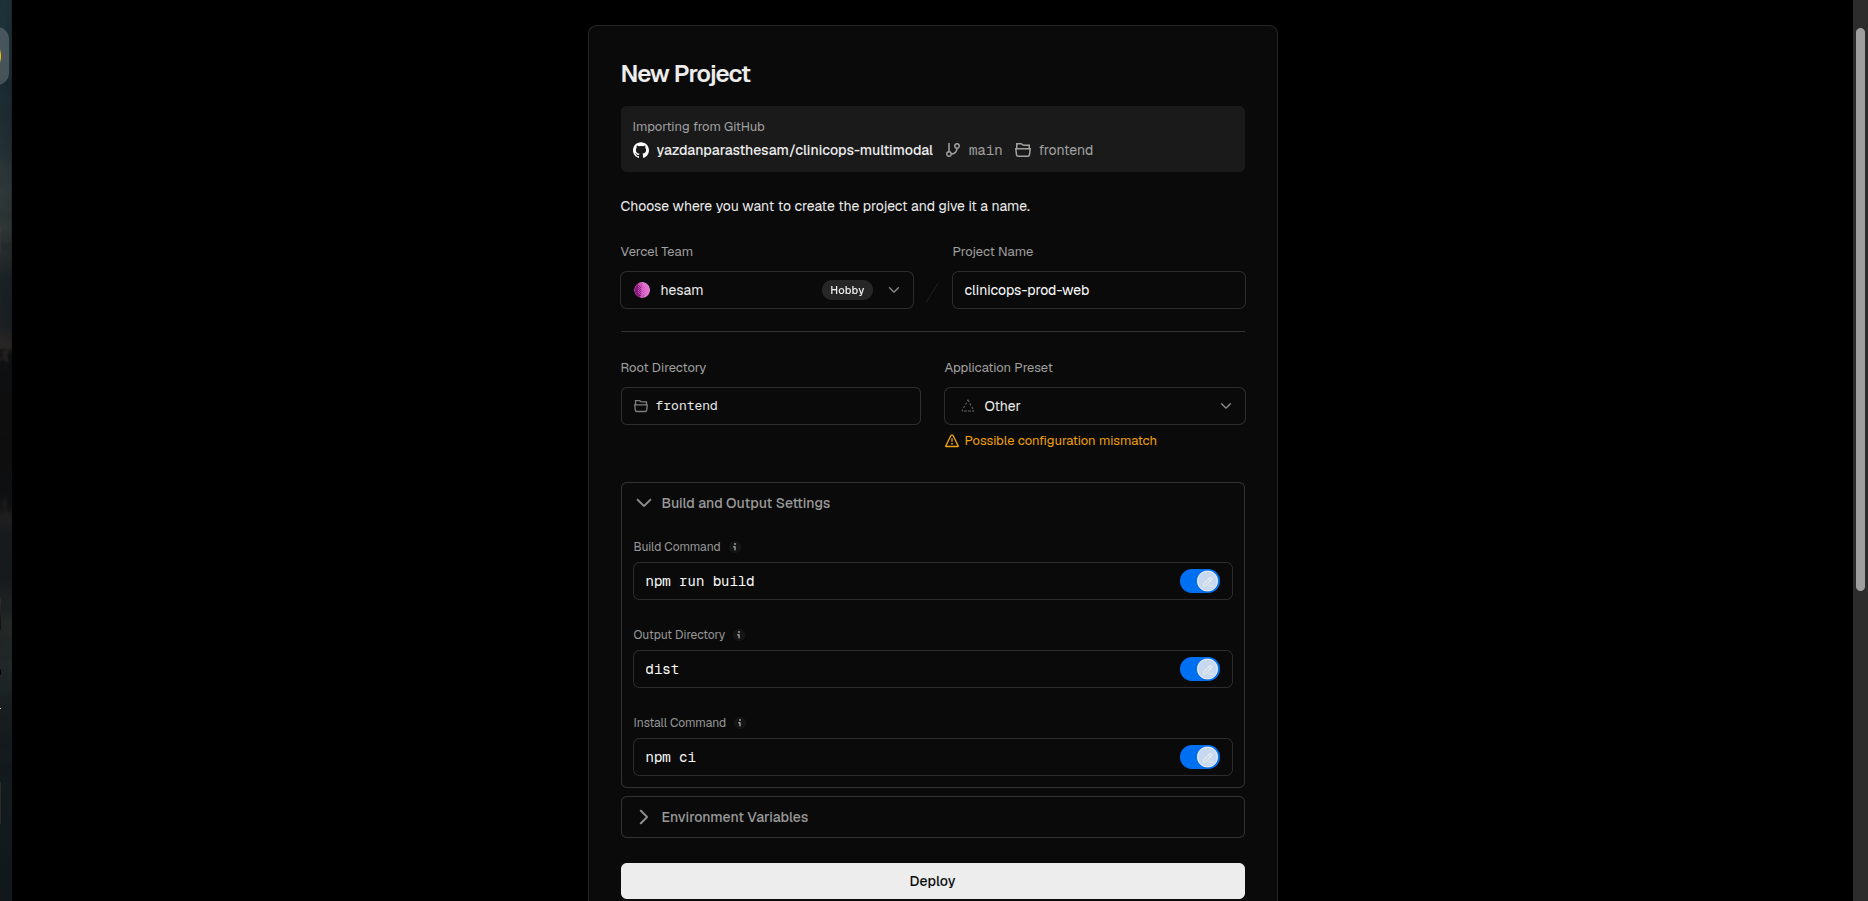 New Project
Importing from GitHub
yazdanparasthesam/clinicops-multimodal main frontend
Choose where you want to create the project and give it a name.
Vercel Team Project Name
hesam Hobby / clinicops-prod-web
Root Directory Application Preset
frontend Other
Possible configuration mismatch
Build and Output Settings
Build Command
npm run build
Output Directory
dist
Install Command
npm ci
Environment Variables
Deploy